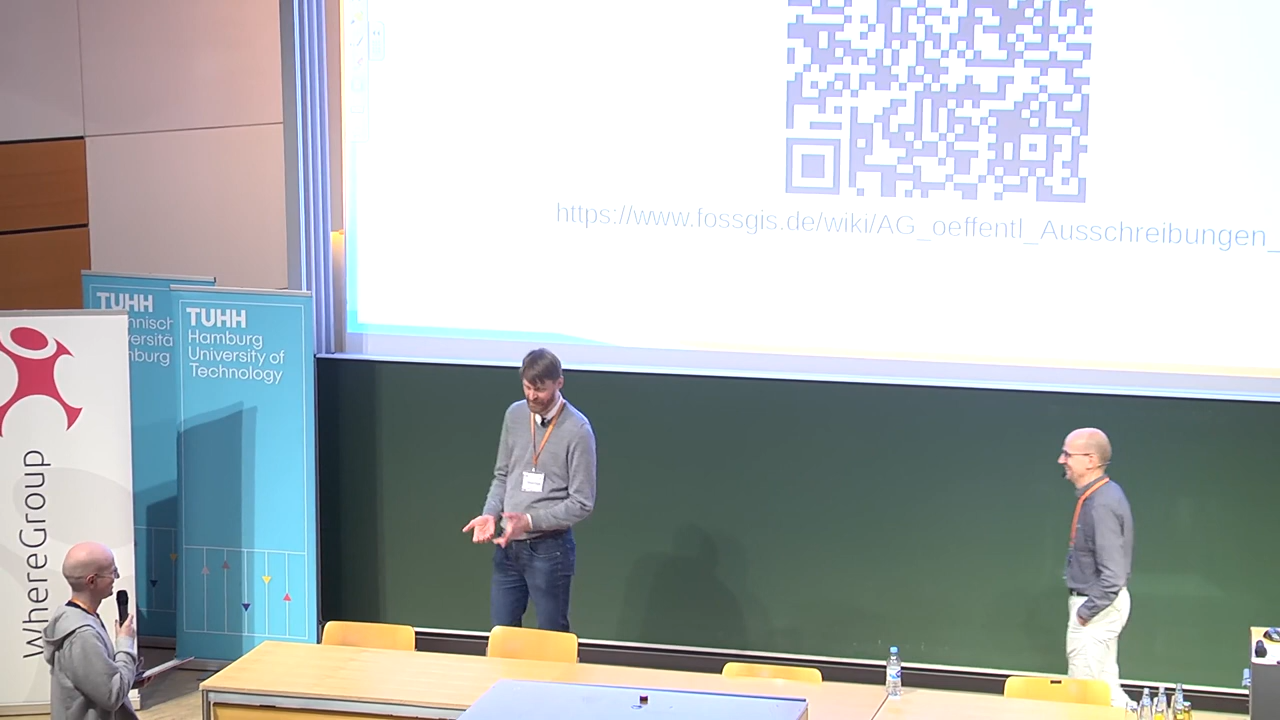 https://www.fossgis.de/wiki/AG_oeffentl_Ausschreibungen_
TUHH
TUHH
Hamburg
University of
Technology
WhereGroup